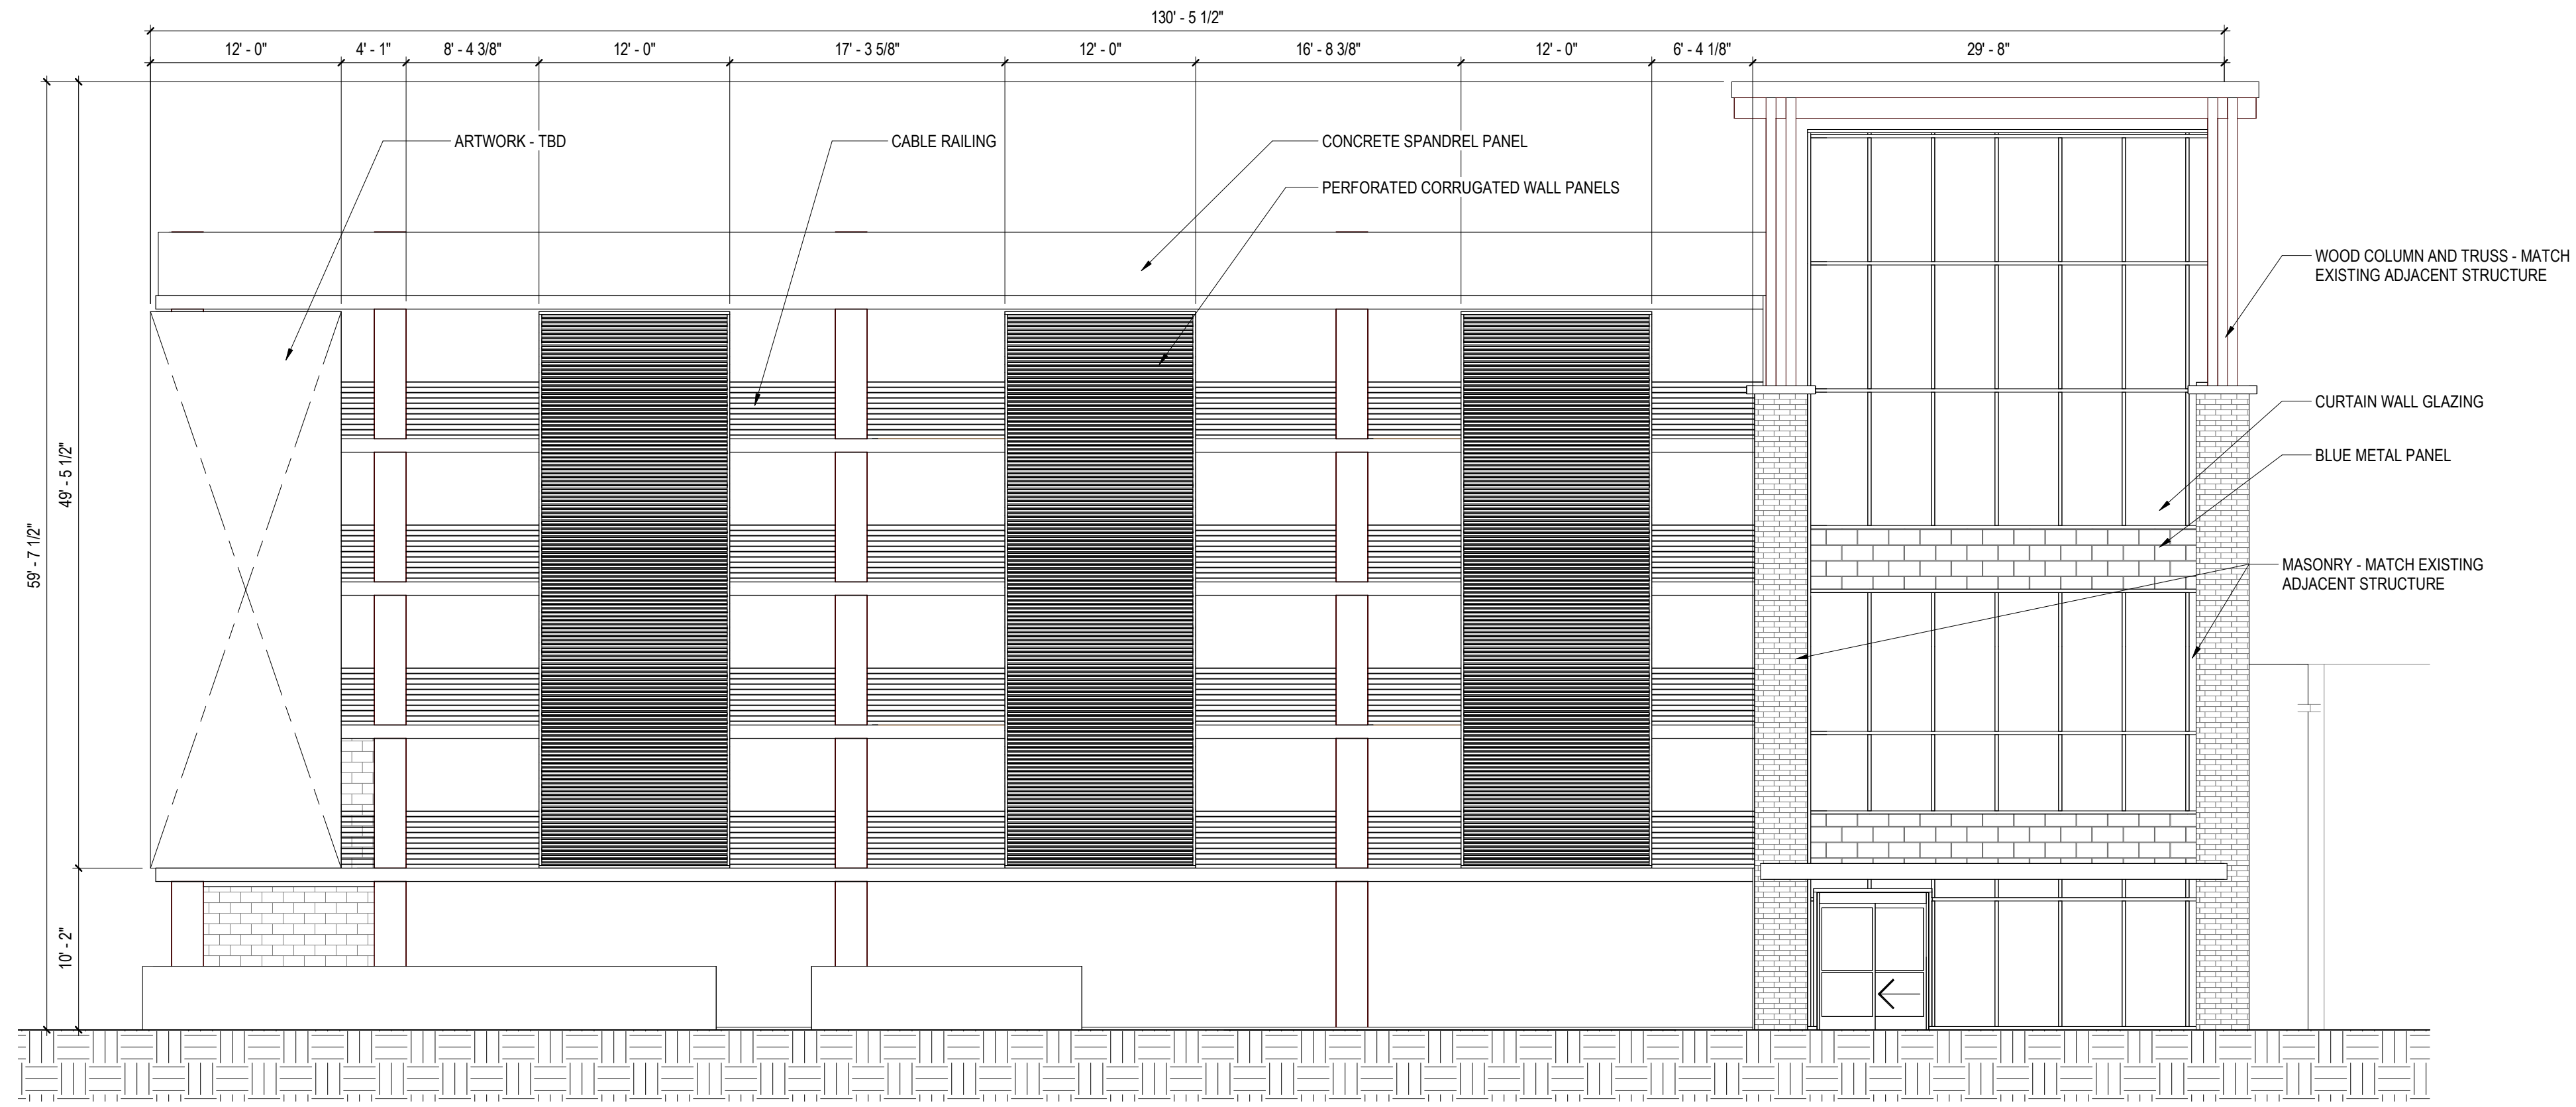 130' - 5 1/2"
12' - 0"
4' - 1"
8' - 4 3/8"
12' - 0"
17' - 3 5/8"
12' - 0"
16' - 8 3/8"
12' - 0"
6' - 4 1/8"
29' - 8"
ARTWORK - TBD
CABLE RAILING
CONCRETE SPANDREL PANEL
PERFORATED CORRUGATED WALL PANELS
WOOD COLUMN AND TRUSS - MATCH
EXISTING ADJACENT STRUCTURE
CURTAIN WALL GLAZING
BLUE METAL PANEL
MASONRY - MATCH EXISTING
ADJACENT STRUCTURE
59' - 7 1/2"
49' - 5 1/2"
10' - 2"